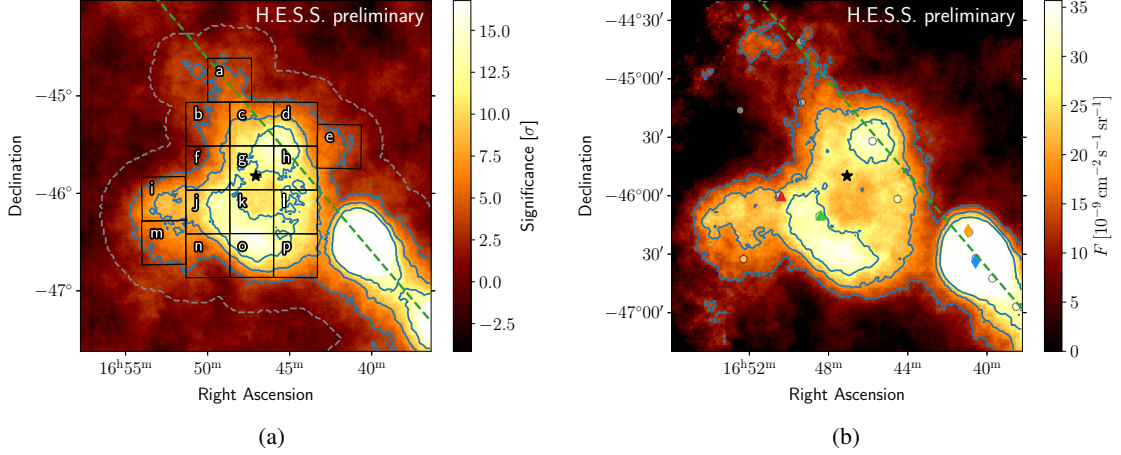 H.E.S.S. preliminary
a
b
c
d
e
f
g
h
i
j
k
l
m
n
o
p
−45°
−46°
−47°
Declination
16ʰ55ᵐ
50ᵐ
45ᵐ
40ᵐ
Right Ascension
15.0
12.5
10.0
7.5
5.0
2.5
0.0
−2.5
Significance [σ]
(a)
H.E.S.S. preliminary
−44°30′
−45°00′
30′
−46°00′
30′
−47°00′
Declination
16ʰ52ᵐ
48ᵐ
44ᵐ
40ᵐ
Right Ascension
35
30
25
20
15
10
5
0
F [10⁻⁹ cm⁻² s⁻¹ sr⁻¹]
(b)